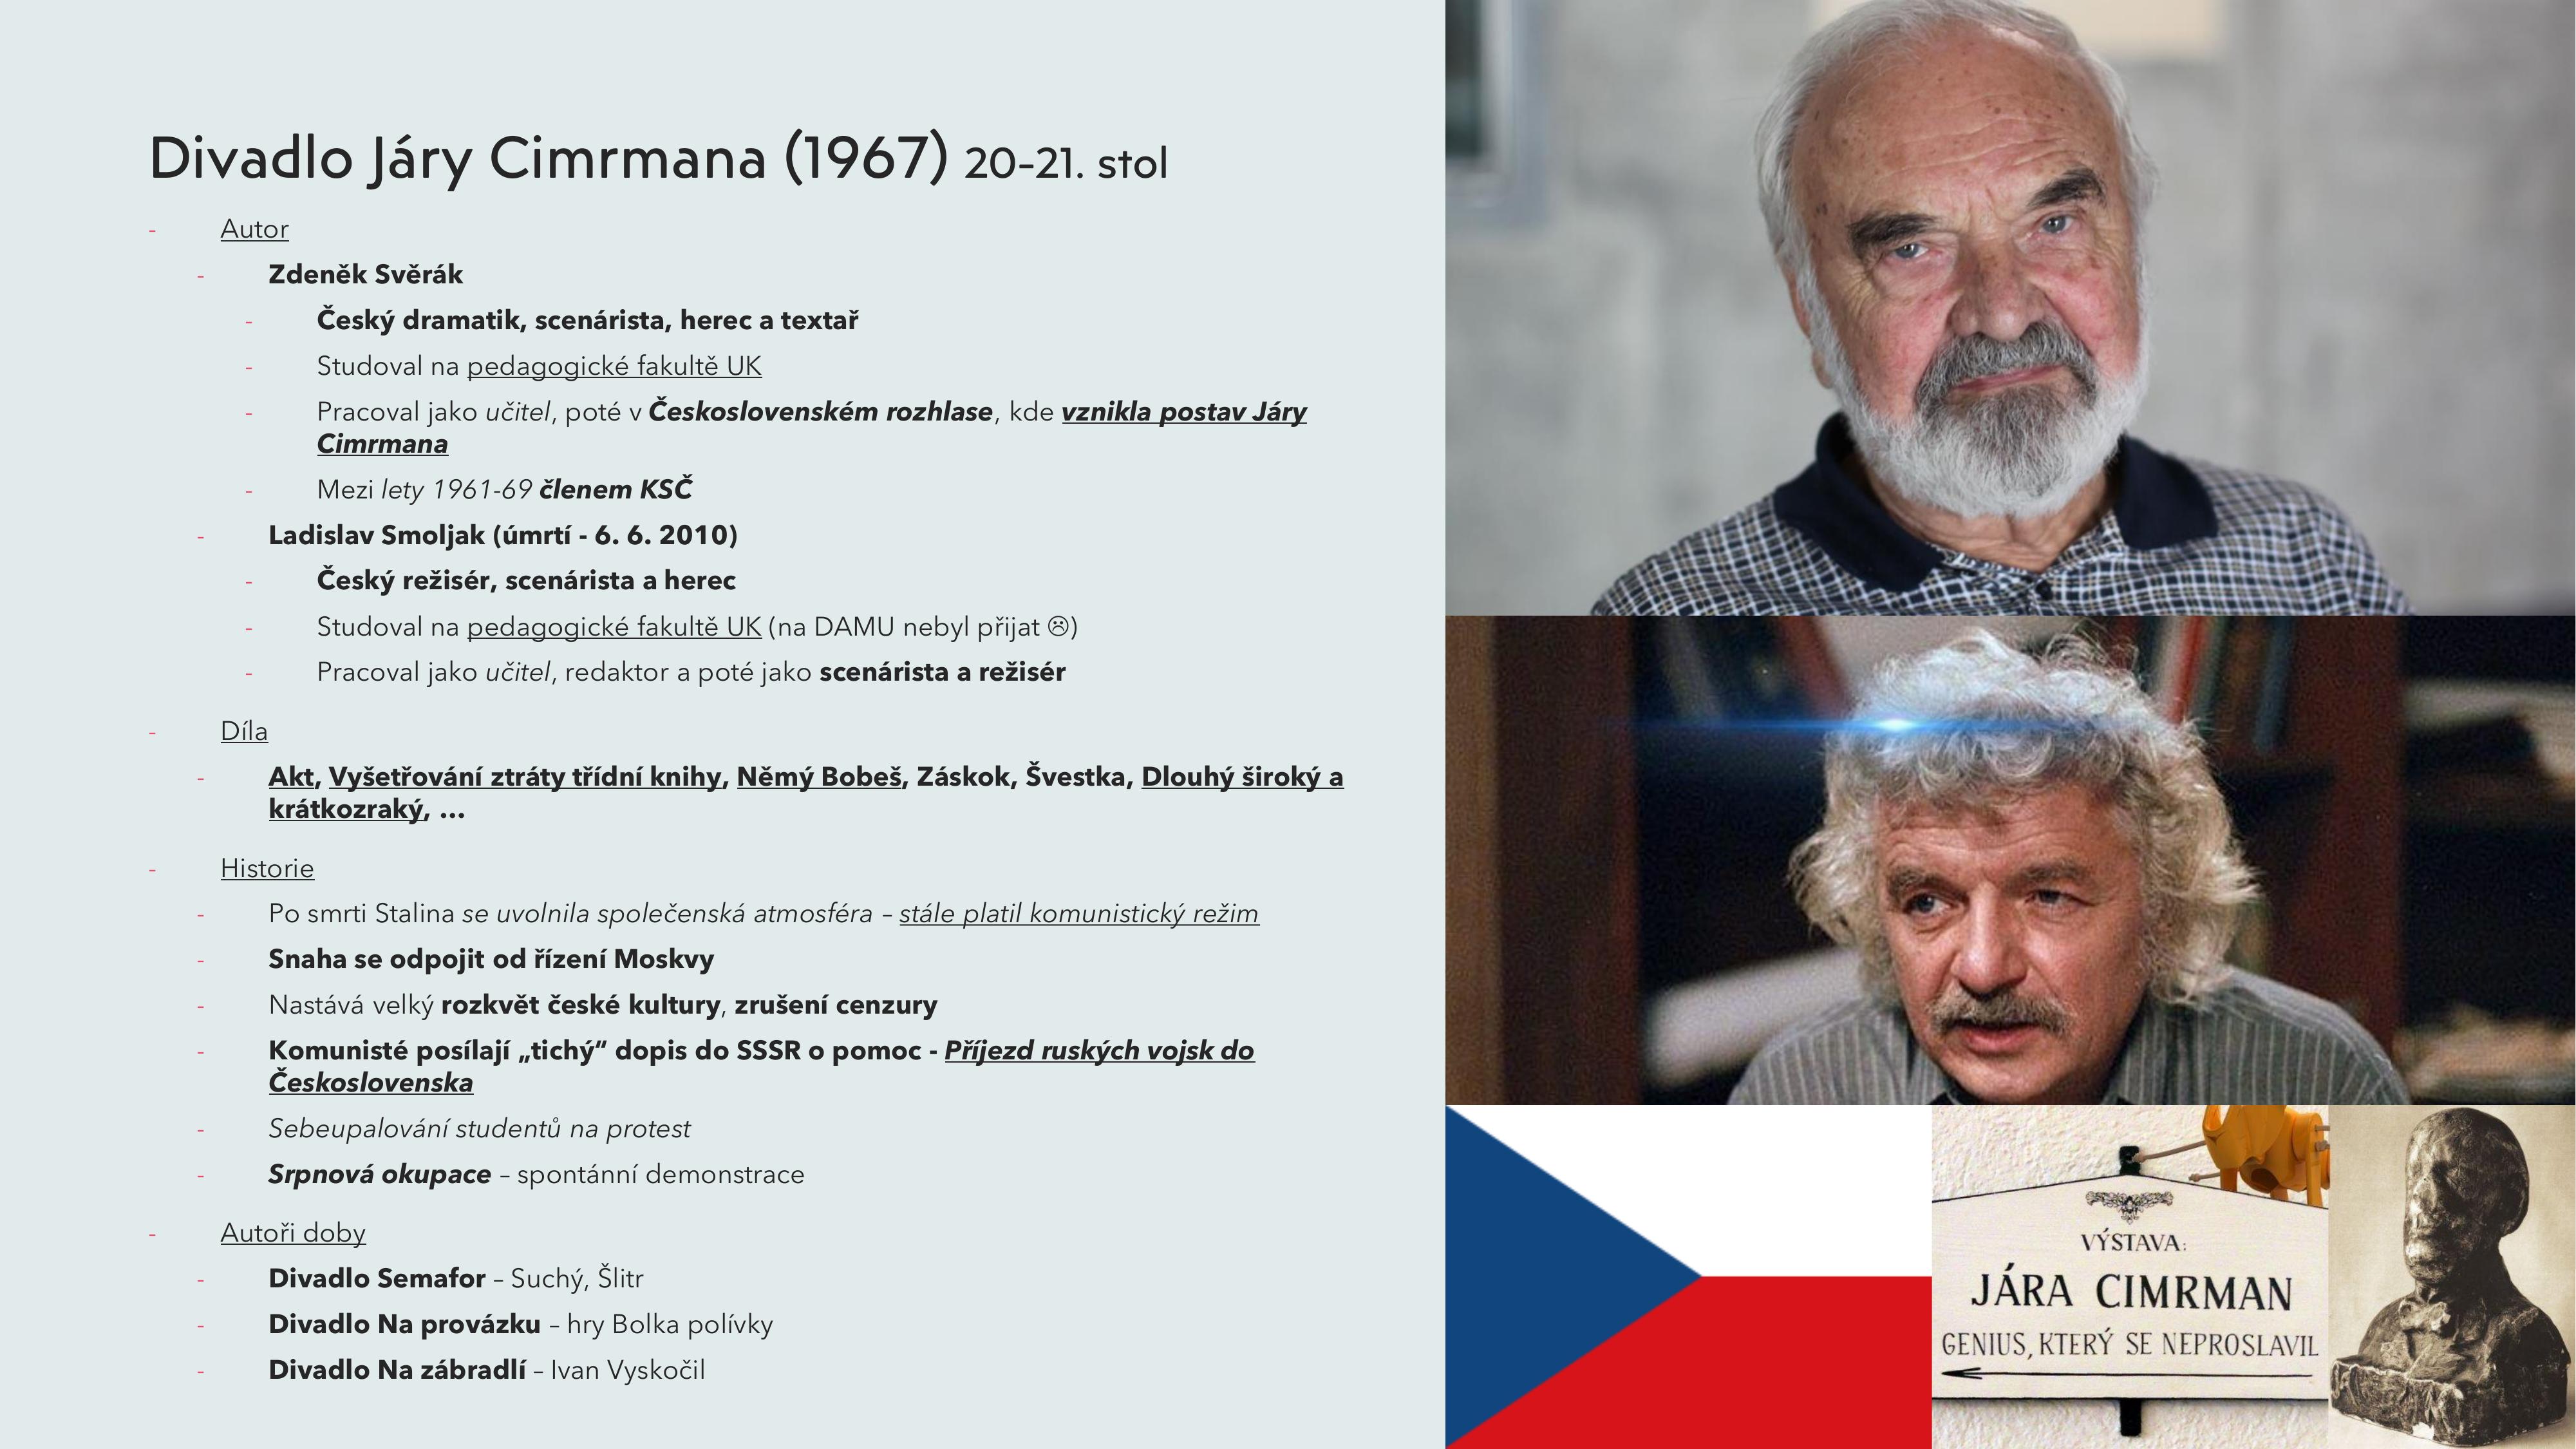 Divadlo Járy Cimrmana (1967) 20-21. stol
- Autor
- Zdeněk Svěrák
- Český dramatik, scenárista, herec a textař
- Studoval na pedagogické fakultě UK
- Pracoval jako učitel, poté v Československém rozhlase, kde vznikla postav Járy
Cimrmana
- Mezi lety 1961-69 členem KSČ
- Ladislav Smoljak (úmrtí - 6. 6. 2010)
- Český režisér, scenárista a herec
- Studoval na pedagogické fakultě UK (na DAMU nebyl přijat ☹)
- Pracoval jako učitel, redaktor a poté jako scenárista a režisér
- Díla
- Akt, Vyšetřování ztráty třídní knihy, Němý Bobeš, Záskok, Švestka, Dlouhý široký a
krátkozraký, ...
- Historie
- Po smrti Stalina se uvolnila společenská atmosféra – stále platil komunistický režim
- Snaha se odpojit od řízení Moskvy
- Nastává velký rozkvět české kultury, zrušení cenzury
- Komunisté posílají „tichý“ dopis do SSSR o pomoc - Příjezd ruských vojsk do
Československa
- Sebeupalování studentů na protest
- Srpnová okupace – spontánní demonstrace
- Autoři doby
- Divadlo Semafor – Suchý, Šlitr
- Divadlo Na provázku – hry Bolka polívky
- Divadlo Na zábradlí – Ivan Vyskočil
VÝSTAVA:
JÁRA CIMRMAN
GENIUS, KTERÝ SE NEPROSLAVIL